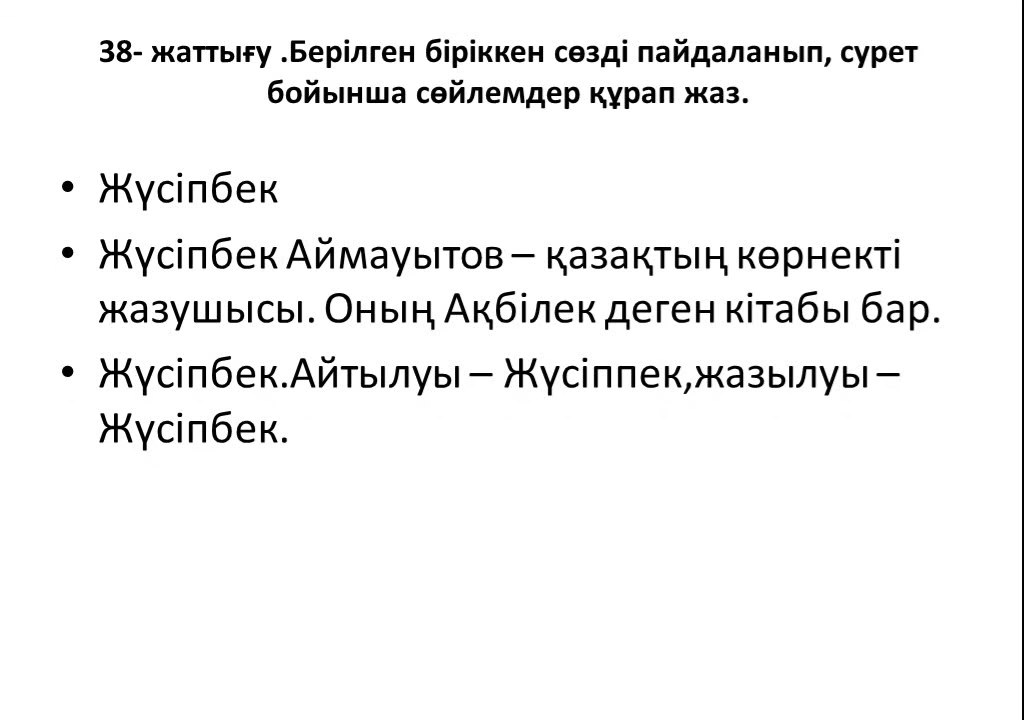 38- жаттығу .Берілген біріккен сөзді пайдаланып, сурет
бойынша сөйлемдер құрап жаз.
• Жүсіпбек
• Жүсіпбек Аймауытов – қазақтың көрнекті
жазушысы. Оның Ақбілек деген кітабы бар.
• Жүсіпбек.Айтылуы – Жүсіппек,жазылуы –
Жүсіпбек.